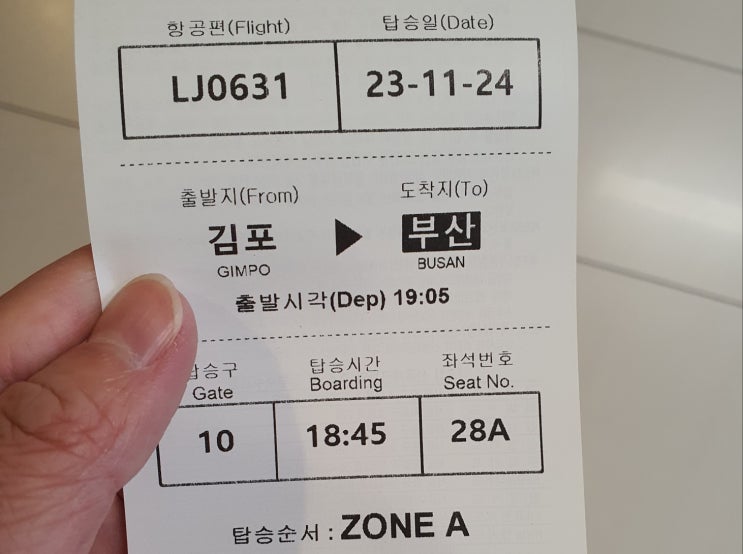 항공편(Flight) 탑승일(Date)
LJ0631 23-11-24
출발지(From) 도착지(To)
김포 ▶ 부산
GIMPO BUSAN
출발시각(Dep) 19:05
탑승구 탑승시간 좌석번호
Gate Boarding Seat No.
10 18:45 28A
탑승순서 : ZONE A